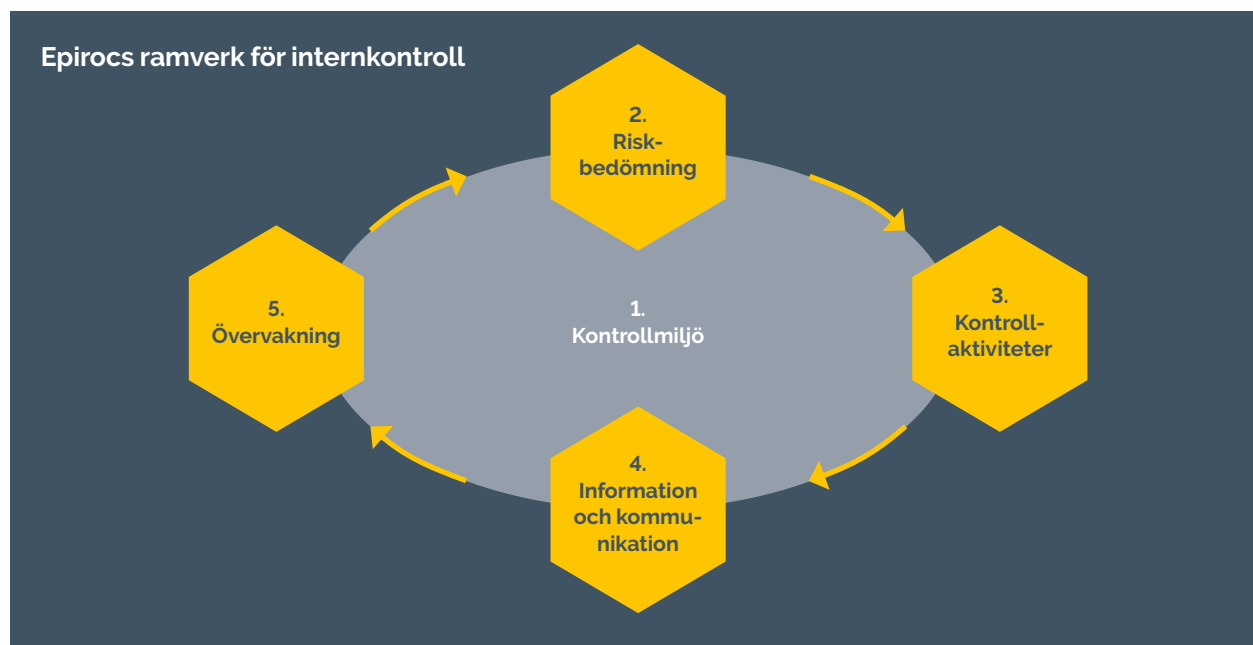 Epirocs ramverk för internkontroll
2.
Risk-
bedömning
5.
Övervakning
1.
Kontrollmiljö
3.
Kontroll-
aktiviteter
4.
Information
och kommu-
nikation